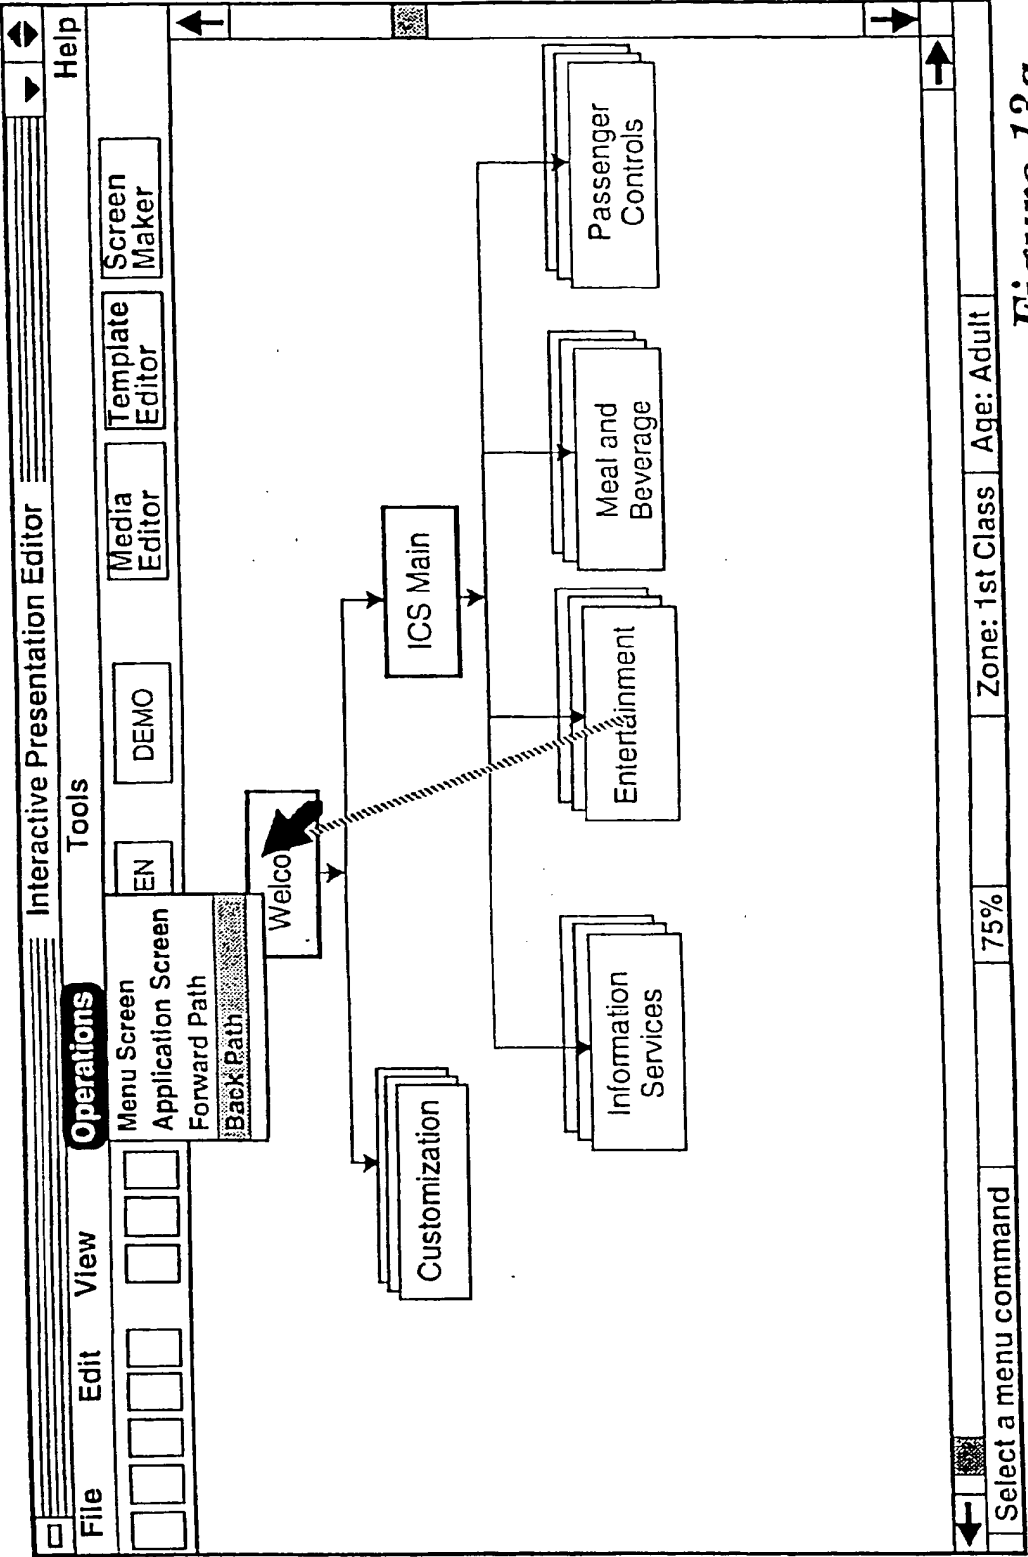 Interactive Presentation Editor
File Edit View Operations Tools Help
EN DEMO Media Editor Template Editor Screen Maker
Menu Screen
Application Screen
Forward Path
Back Path
Welco
Customization
ICS Main
Information
Services
Entertainment
Meal and
Beverage
Passenger
Controls
Select a menu command 75% Zone: 1st Class Age: Adult